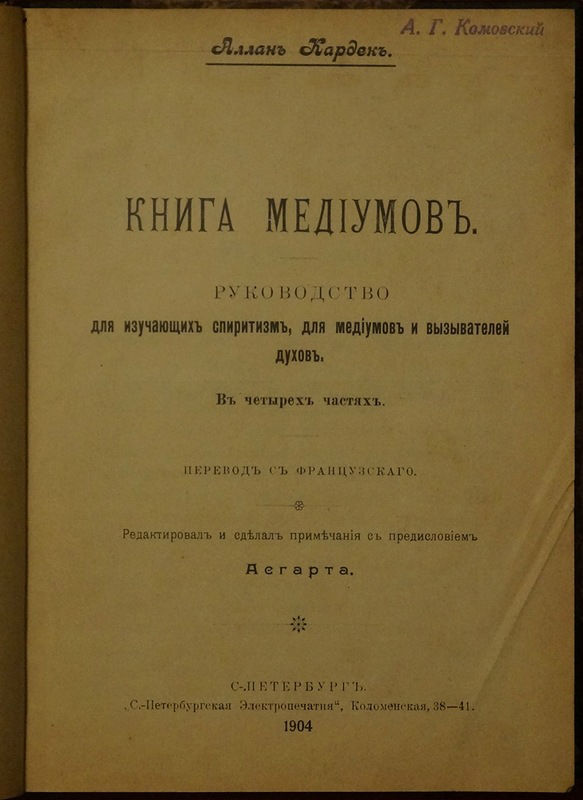 А. Г. Комовский
Алланъ Кардекъ.
КНИГА МЕДІУМОВЪ.
РУКОВОДСТВО
для изучающихъ спиритизмъ, для медіумовъ и вызывателей
духовъ.
Въ четырехъ частяхъ.
ПЕРЕВОДЪ СЪ ФРАНЦУЗСКАГО.
Редактировалъ и сдѣлалъ примѣчанія съ предисловіемъ
Асгарта.
С-ПЕТЕРБУРГЪ.
„С.-Петербургская Электропечатня“, Коломенская, 38—41.
1904